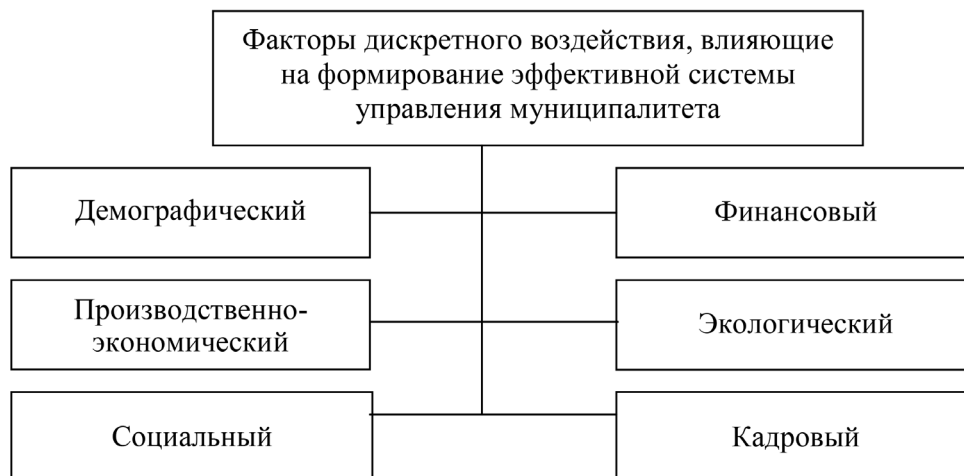 Факторы дискретного воздействия, влияющие
на формирование эффективной системы
управления муниципалитета
Демографический
Финансовый
Производственно-
экономический
Экологический
Социальный
Кадровый